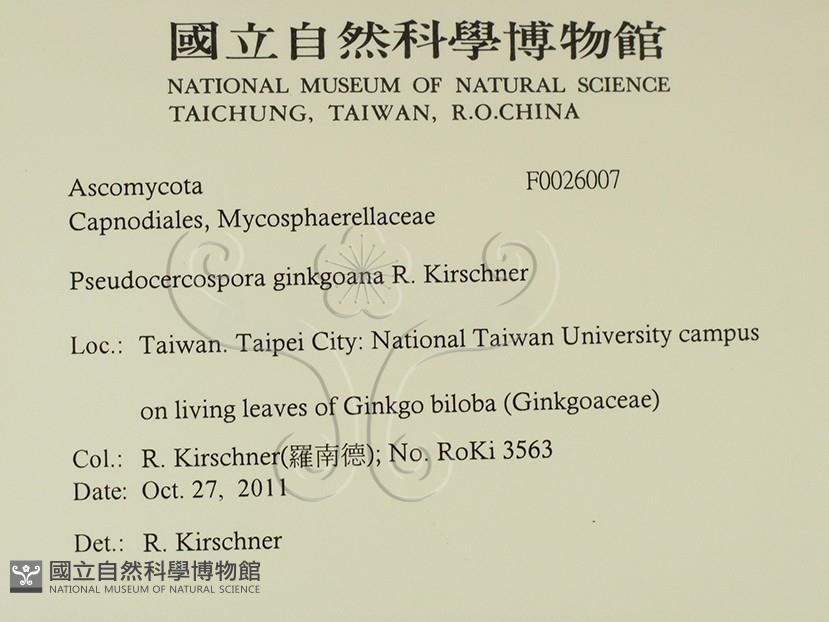 國立自然科學博物館
NATIONAL MUSEUM OF NATURAL SCIENCE
TAICHUNG, TAIWAN, R.O.CHINA
Ascomycota F0026007
Capnodiales, Mycosphaerellaceae
Pseudocercospora ginkgoana R. Kirschner
Loc.: Taiwan. Taipei City: National Taiwan University campus
on living leaves of Ginkgo biloba (Ginkgoaceae)
Col.: R. Kirschner(羅南德); No. RoKi 3563
Date: Oct. 27, 2011
Det.: R. Kirschner
國立自然科學博物館
NATIONAL MUSEUM OF NATURAL SCIENCE